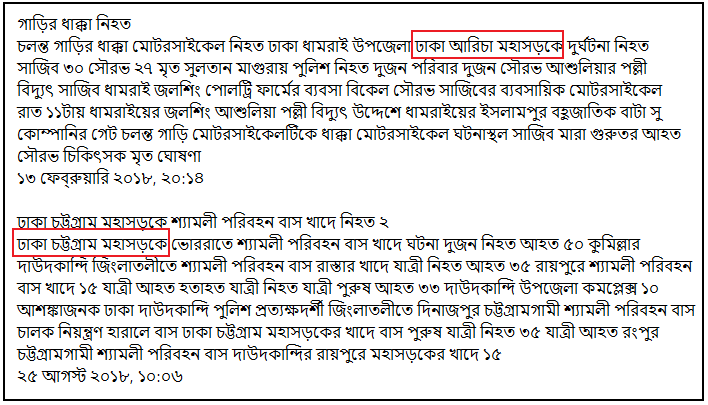 গাড়ির ধাক্কা নিহত
চলন্ত গাড়ির ধাক্কা মোটরসাইকেল নিহত ঢাকা ধামরাই উপজেলা ঢাকা আরিচা মহাসড়কে দুর্ঘটনা নিহত
সাজিব ৩০ সৌরভ ২৭ মৃত সুলতান মাগুরায় পুলিশ নিহত দুজন পরিবার দুজন সৌরভ আশুলিয়ার পল্লী
বিদ্যুৎ সাজিব ধামরাই জলশিং পোলট্রি ফার্মের ব্যবসা বিকেল সৌরভ সাজিবের ব্যবসায়িক মোটরসাইকেল
রাত ১১টায় ধামরাইয়ের জলশিং আশুলিয়া পল্লী বিদ্যুৎ উদ্দেশে ধামরাইয়ের ইসলামপুর বহুজাতিক বাটা সু
কোম্পানির গেট চলন্ত গাড়ি মোটরসাইকেলটিকে ধাক্কা মোটরসাইকেল ঘটনাস্থল সাজিব মারা গুরুতর আহত
সৌরভ চিকিৎসক মৃত ঘোষণা
১৩ ফেব্রুয়ারি ২০১৮, ২০:১৪
ঢাকা চট্টগ্রাম মহাসড়কে শ্যামলী পরিবহন বাস খাদে নিহত ২
ঢাকা চট্টগ্রাম মহাসড়কে ভোররাতে শ্যামলী পরিবহন বাস খাদে ঘটনা দুজন নিহত আহত ৫০ কুমিল্লার
দাউদকান্দি জিংলাতলীতে শ্যামলী পরিবহন বাস রাস্তার খাদে যাত্রী নিহত আহত ৩৫ রায়পুরে শ্যামলী পরিবহন
বাস খাদে ১৫ যাত্রী আহত হতাহত যাত্রী নিহত যাত্রী পুরুষ আহত ৩৩ দাউদকান্দি উপজেলা কমপ্লেক্স ১০
আশঙ্কাজনক ঢাকা দাউদকান্দি পুলিশ প্রত্যক্ষদর্শী জিংলাতলীতে দিনাজপুর চট্টগ্রামগামী শ্যামলী পরিবহন বাস
চালক নিয়ন্ত্রণ হারালে বাস ঢাকা চট্টগ্রাম মহাসড়কের খাদে বাস পুরুষ যাত্রী নিহত ৩৫ যাত্রী আহত রংপুর
চট্টগ্রামগামী শ্যামলী পরিবহন বাস দাউদকান্দির রায়পুরে মহাসড়কের খাদে ১৫
২৫ আগস্ট ২০১৮, ১০:০৬